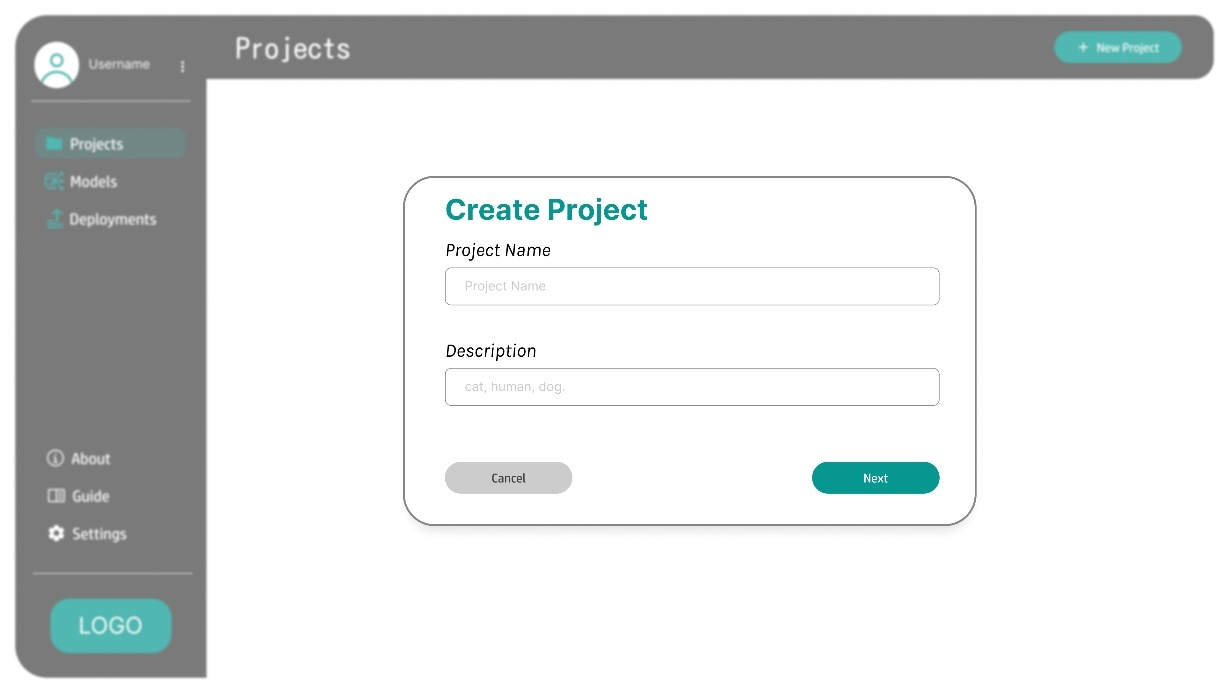 Username
Projects
+ New Project
Projects
Models
Deployments
Create Project
Project Name
Project Name
Description
cat, human, dog.
Cancel
Next
About
Guide
Settings
LOGO